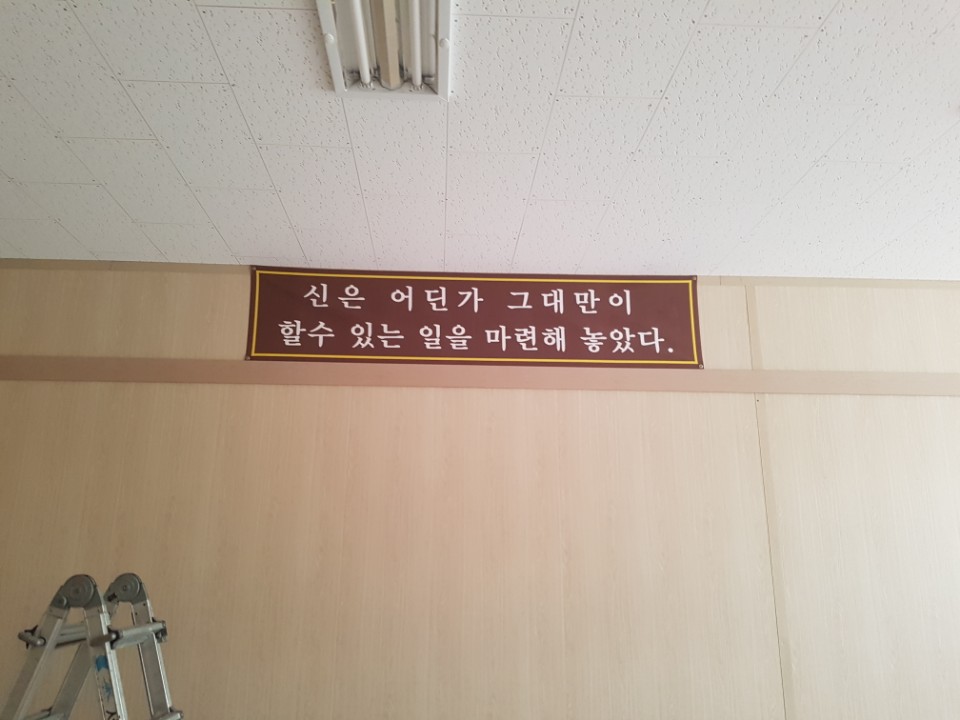 신은 어딘가 그대만이
할수 있는 일을 마련해 놓았다.